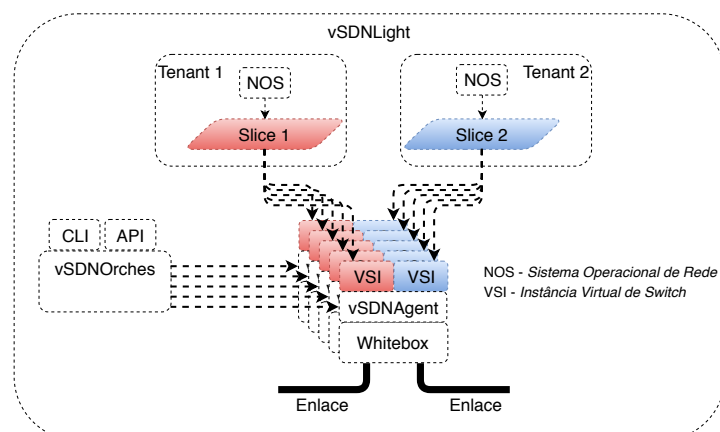 vSDNLight
Tenant 1
NOS
Slice 1
NOS
Tenant 2
Slice 2
CLI
API
vSDNOrches
VSI
VSI
vSDNAgent
Whitebox
NOS - Sistema Operacional de Rede
VSI - Instância Virtual de Switch
Enlace
Enlace